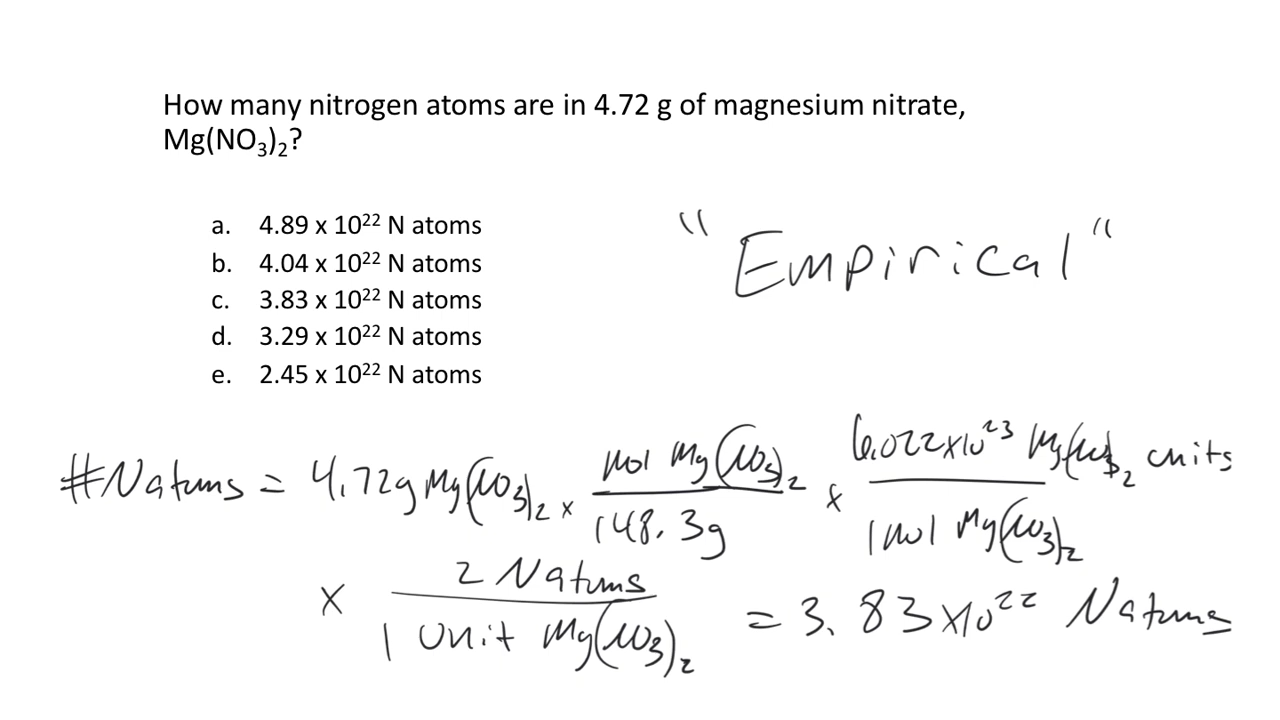 How many nitrogen atoms are in 4.72 g of magnesium nitrate,
Mg(NO₃)₂?
a. 4.89 x 10²² N atoms
b. 4.04 x 10²² N atoms
c. 3.83 x 10²² N atoms
d. 3.29 x 10²² N atoms
e. 2.45 x 10²² N atoms
"Empirical"
#N atoms = 4.72g Mg(NO₃)₂ x mol Mg(NO₃)₂ / 148.3g x 6.022x10²³ Mg(NO₃)₂ units / 1 mol Mg(NO₃)₂
x 2 N atoms / 1 unit Mg(NO₃)₂ = 3.83x10²² N atoms